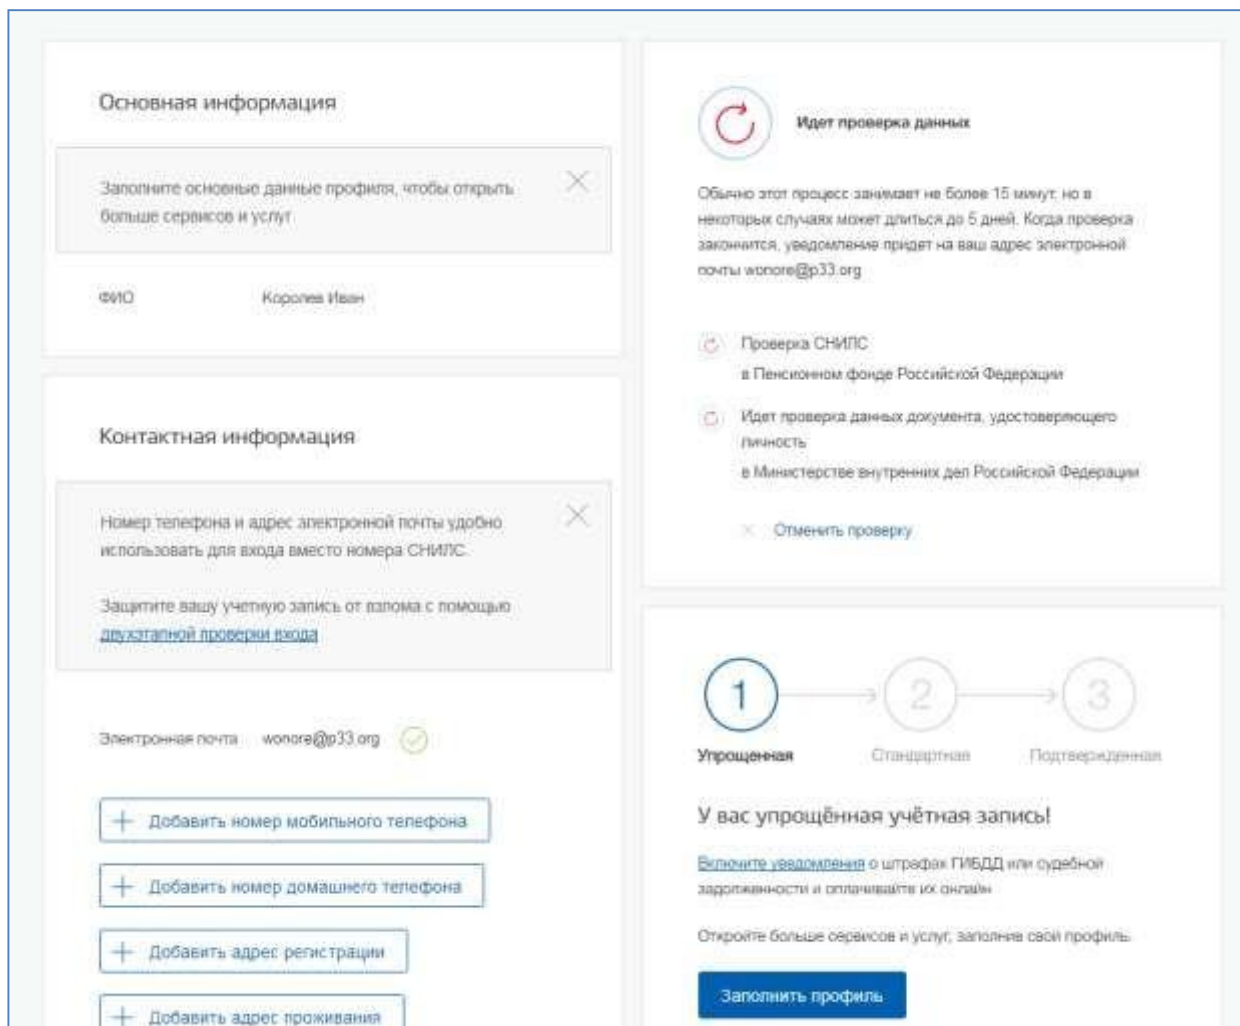 Основная информация
Заполните основные данные профиля, чтобы открыть
больше сервисов и услуг
ФИО Королев Иван
Контактная информация
Номер телефона и адрес электронной почты удобно
использовать для входа вместо номера СНИЛС.
Защитите вашу учетную запись от взлома с помощью
двухэтапной проверки входа
Электронная почта wonore@p33.org
Добавить номер мобильного телефона
Добавить номер домашнего телефона
Добавить адрес регистрации
Добавить адрес проживания
Идет проверка данных
Обычно этот процесс занимает не более 15 минут, но в
некоторых случаях может длиться до 5 дней. Когда проверка
закончится, уведомление придет на ваш адрес электронной
почты wonore@p33.org
Проверка СНИЛС
в Пенсионном фонде Российской Федерации
Идет проверка данных документа, удостоверяющего
личность
в Министерстве внутренних дел Российской Федерации
Отменить проверку
1 2 3
Упрощенная Стандартная Подтвержденная
У вас упрощённая учётная запись!
Включите уведомления о штрафах ГИБДД или судебной
задолженности и оплачивайте их онлайн
Откройте больше сервисов и услуг, заполнив свой профиль.
Заполнить профиль